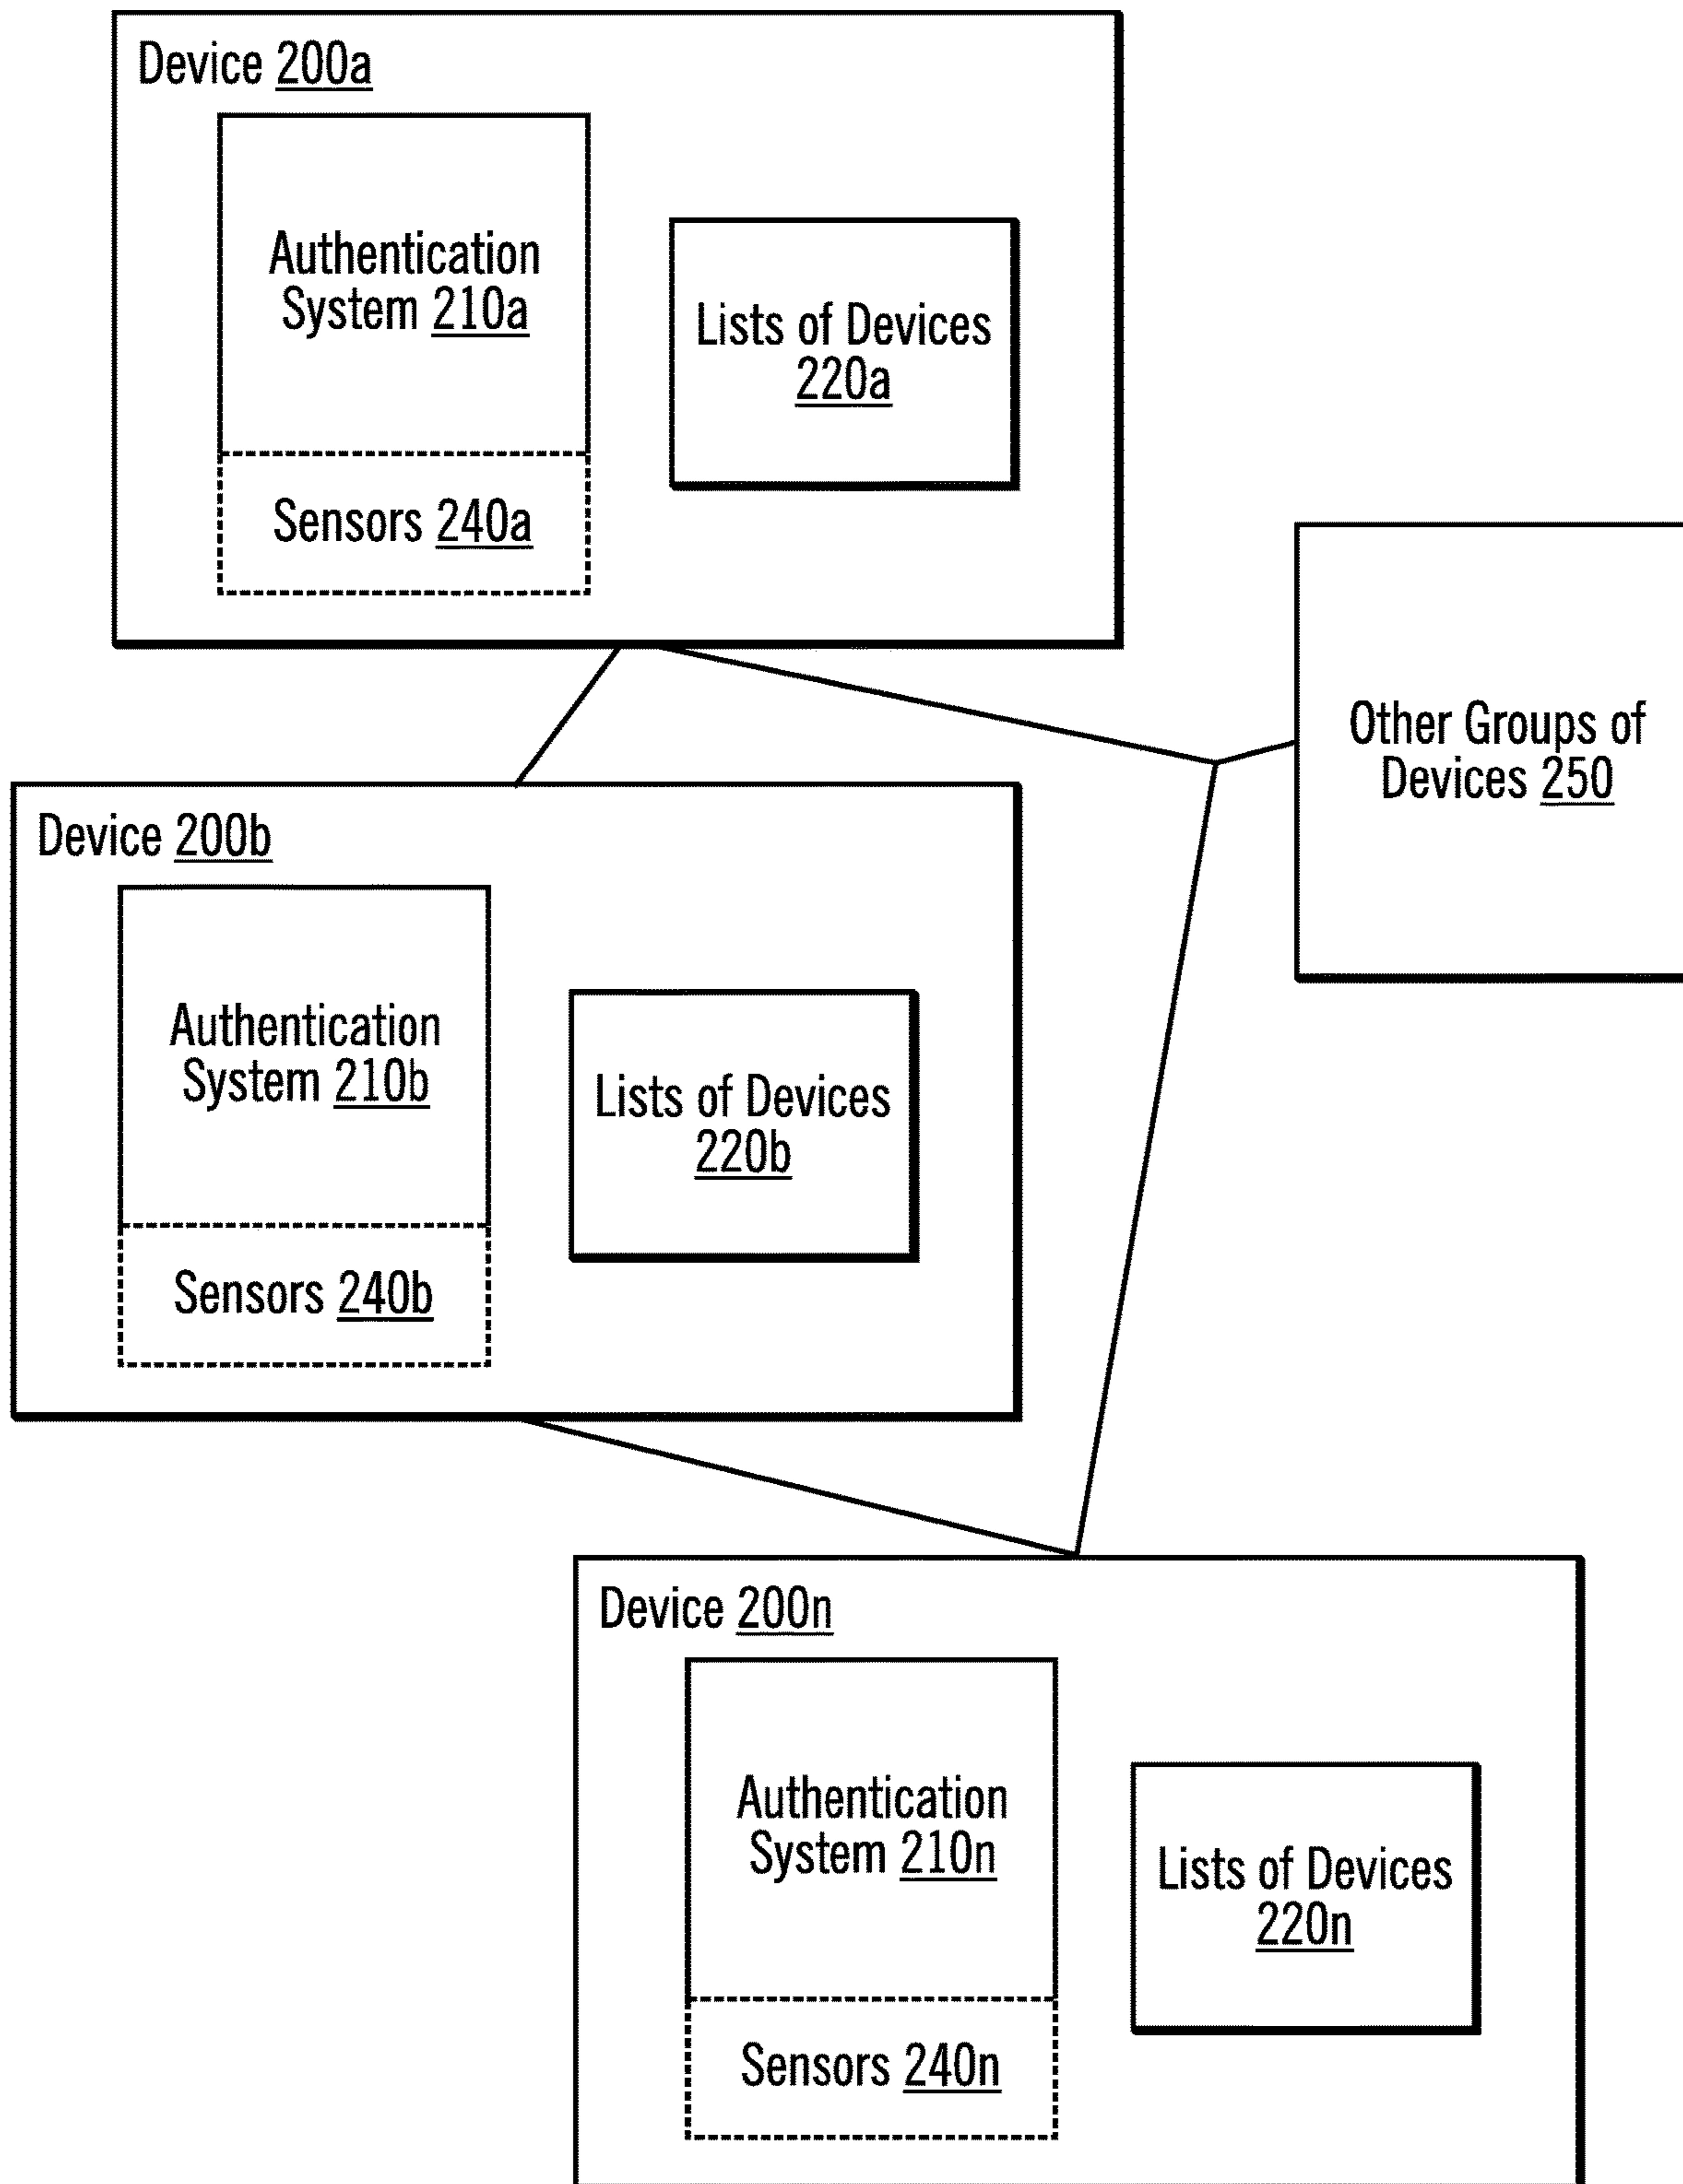 Device 200a
Authentication
System 210a
Lists of Devices
220a
Sensors 240a
Other Groups of
Devices 250
Device 200b
Authentication
System 210b
Lists of Devices
220b
Sensors 240b
Device 200n
Authentication
System 210n
Lists of Devices
220n
Sensors 240n